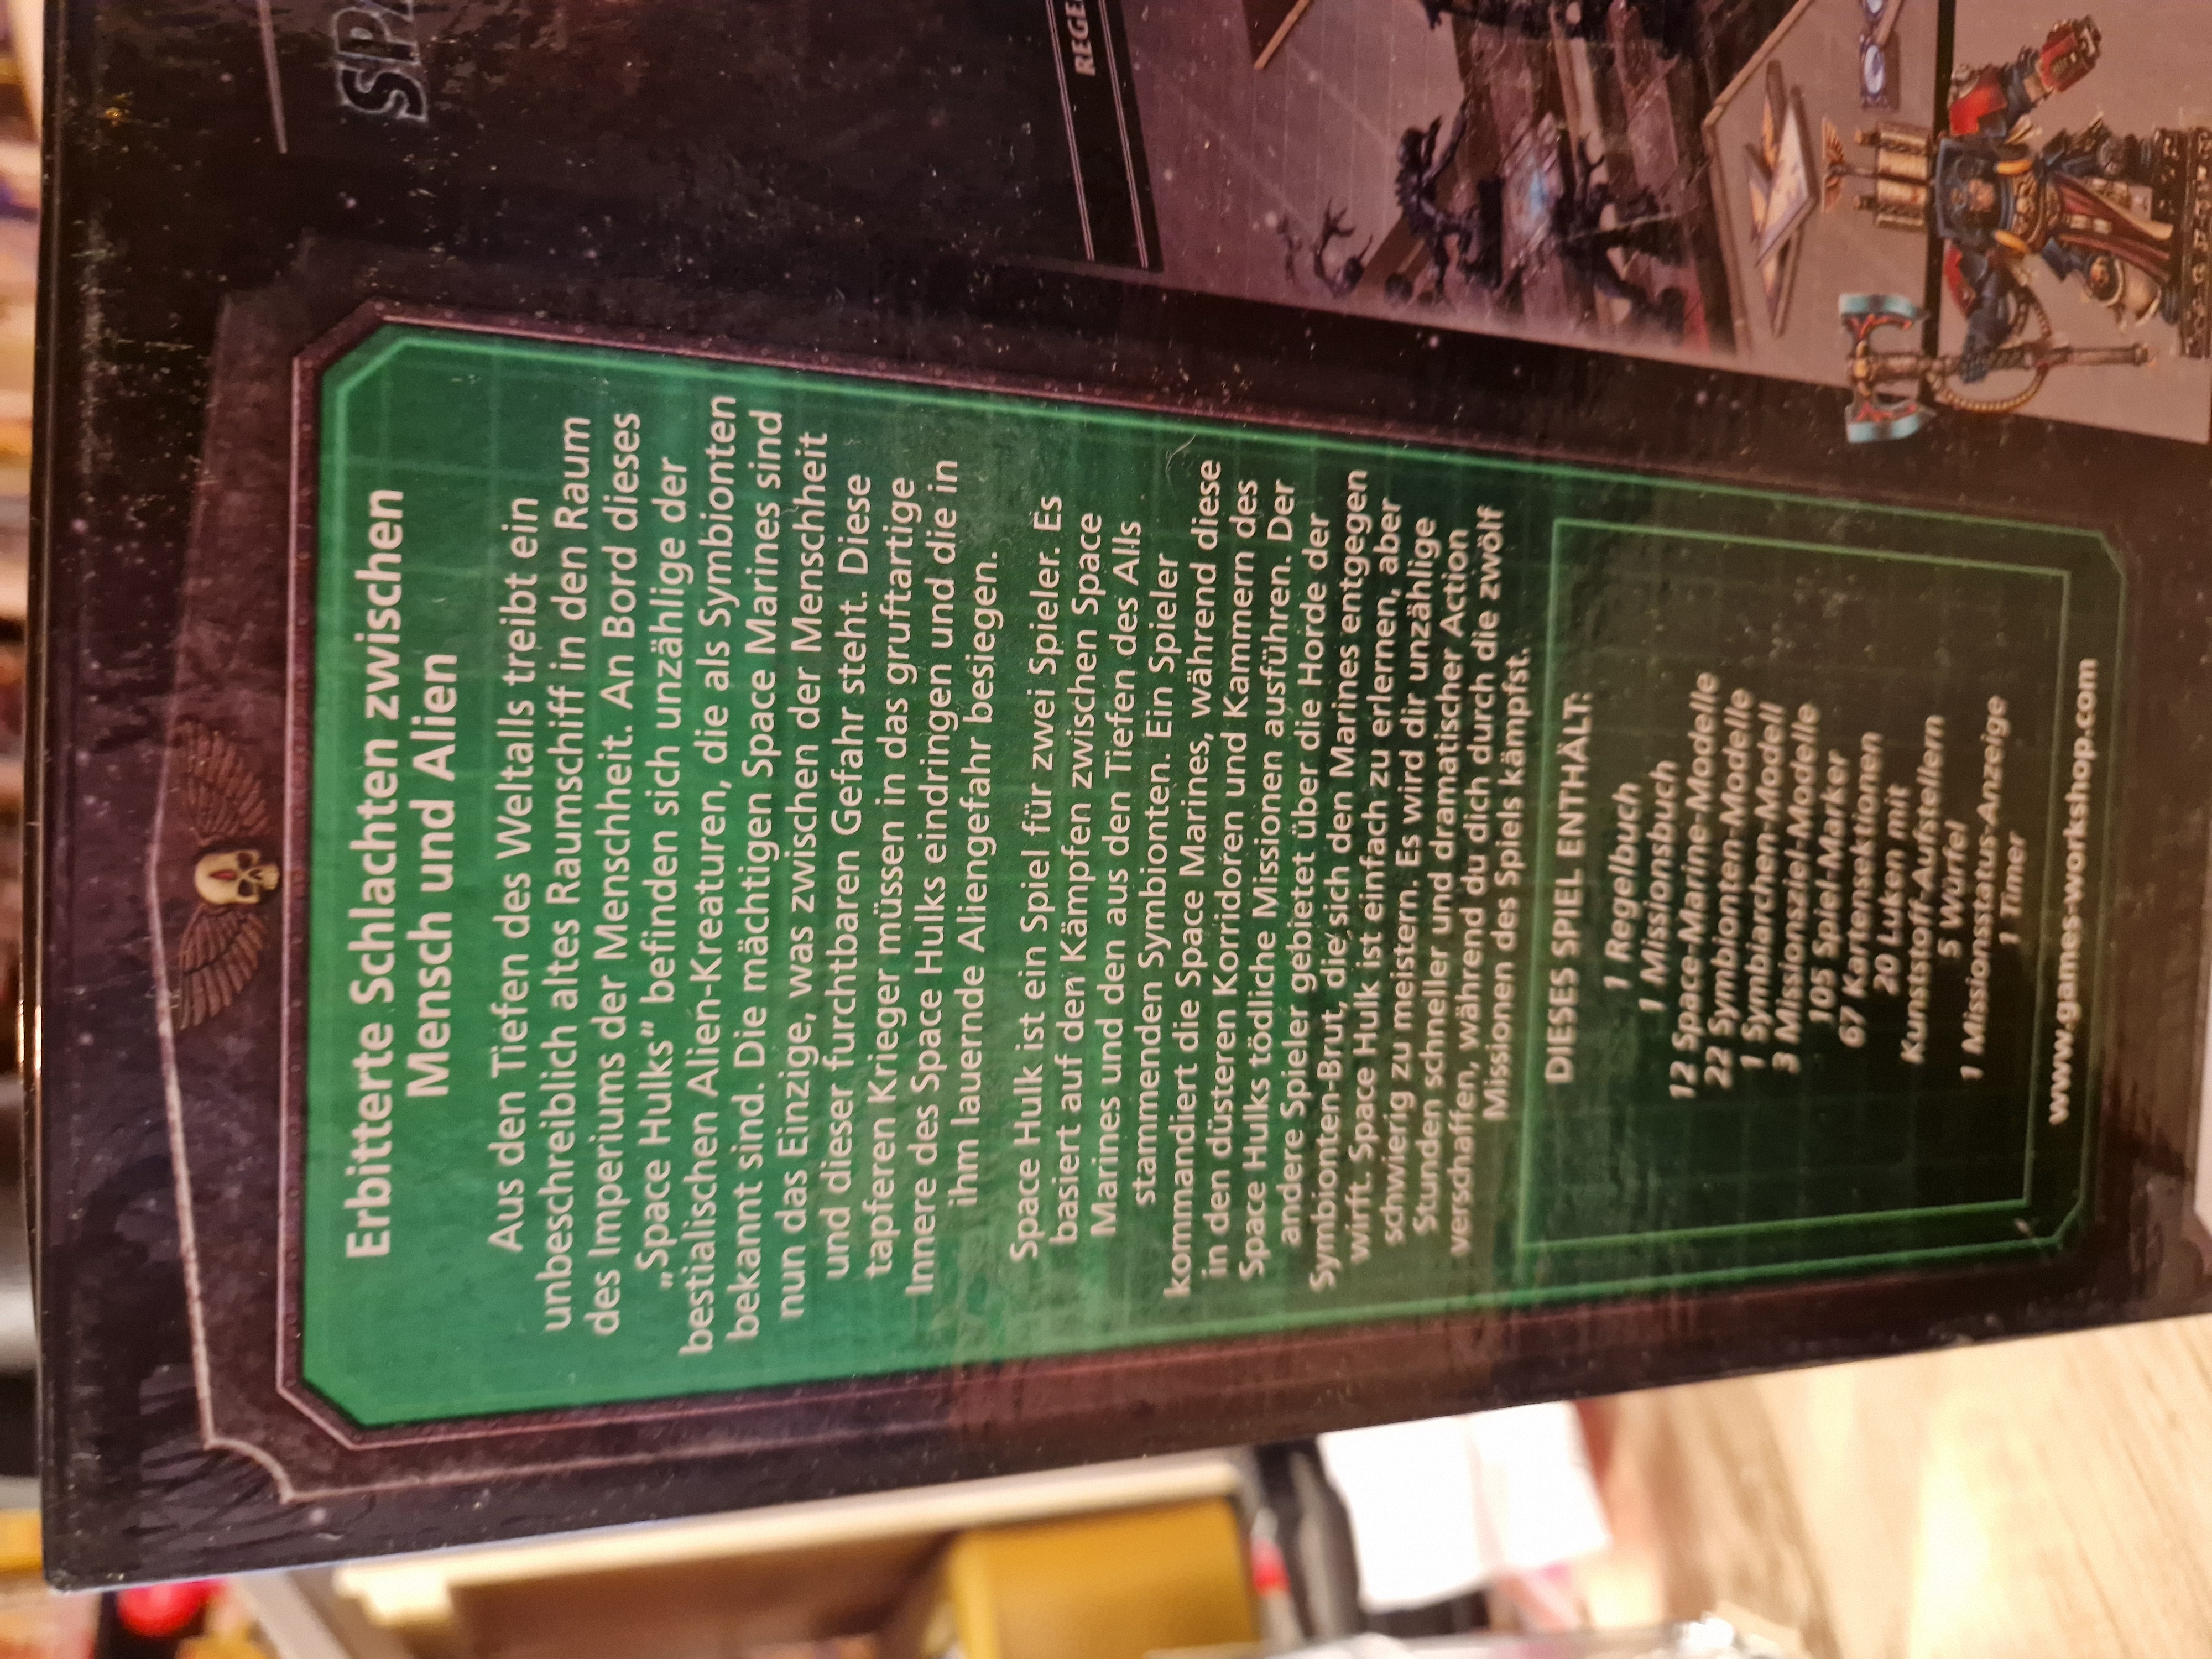 Erbitterte Schlachten zwischen
Mensch und Alien
Aus den Tiefen des Weltalls treibt ein
unbeschreiblich altes Raumschiff in den Raum
des Imperiums der Menschheit. An Bord dieses
„Space Hulks” befinden sich unzählige der
bestialischen Alien-Kreaturen, die als Symbionten
bekannt sind. Die mächtigen Space Marines sind
nun das Einzige, was zwischen der Menschheit
und dieser furchtbaren Gefahr steht. Diese
tapferen Krieger müssen in das gruftartige
Innere des Space Hulks eindringen und die in
ihm lauernde Aliengefahr besiegen.
Space Hulk ist ein Spiel für zwei Spieler. Es
basiert auf den Kämpfen zwischen Space
Marines und den aus den Tiefen des Alls
stammenden Symbionten. Ein Spieler
kommandiert die Space Marines, während diese
in den düsteren Korridoren und Kammern des
Space Hulks tödliche Missionen ausführen. Der
andere Spieler gebietet über die Horde der
Symbionten-Brut, die sich den Marines entgegen
wirft. Space Hulk ist einfach zu erlernen, aber
schwierig zu meistern. Es wird dir unzählige
Stunden schneller und dramatischer Action
verschaffen, während du dich durch die zwölf
Missionen des Spiels kämpfst.
DIESES SPIEL ENTHÄLT:
1 Regelbuch
1 Missionsbuch
12 Space-Marine-Modelle
22 Symbionten-Modelle
1 Symbiarchen-Modell
3 Missionsziel-Modelle
105 Spiel-Marker
67 Kartensektionen
20 Luken mit
Kunststoff-Aufstellern
5 Würfel
1 Missionsstatus-Anzeige
1 Timer
www.games-workshop.com